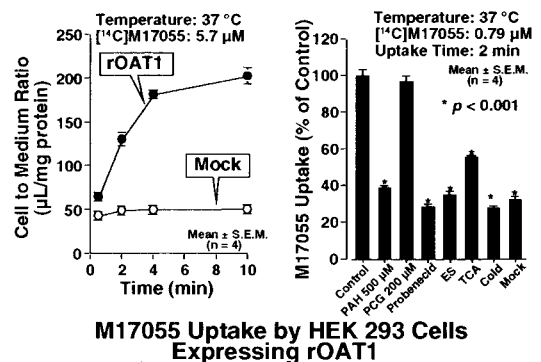 Temperature: 37 °C
[¹⁴C]M17055: 5.7 µM
Cell to Medium Ratio
(µL/mg protein)
250
200
150
100
50
0
rOAT1
Mock
Mean ± S.E.M.
(n = 4)
0 2 4 6 8 10
Time (min)
Temperature: 37 °C
[¹⁴C]M17055: 0.79 µM
Uptake Time: 2 min
M17055 Uptake (% of Control)
120
100
80
60
40
20
0
Mean ± S.E.M.
(n = 4)
* p < 0.001
* * * * * *
Control
PAH 500 µM
PCG 200 µM
Probenecid
ES
TCA
Cold
Mock
M17055 Uptake by HEK 293 Cells
Expressing rOAT1